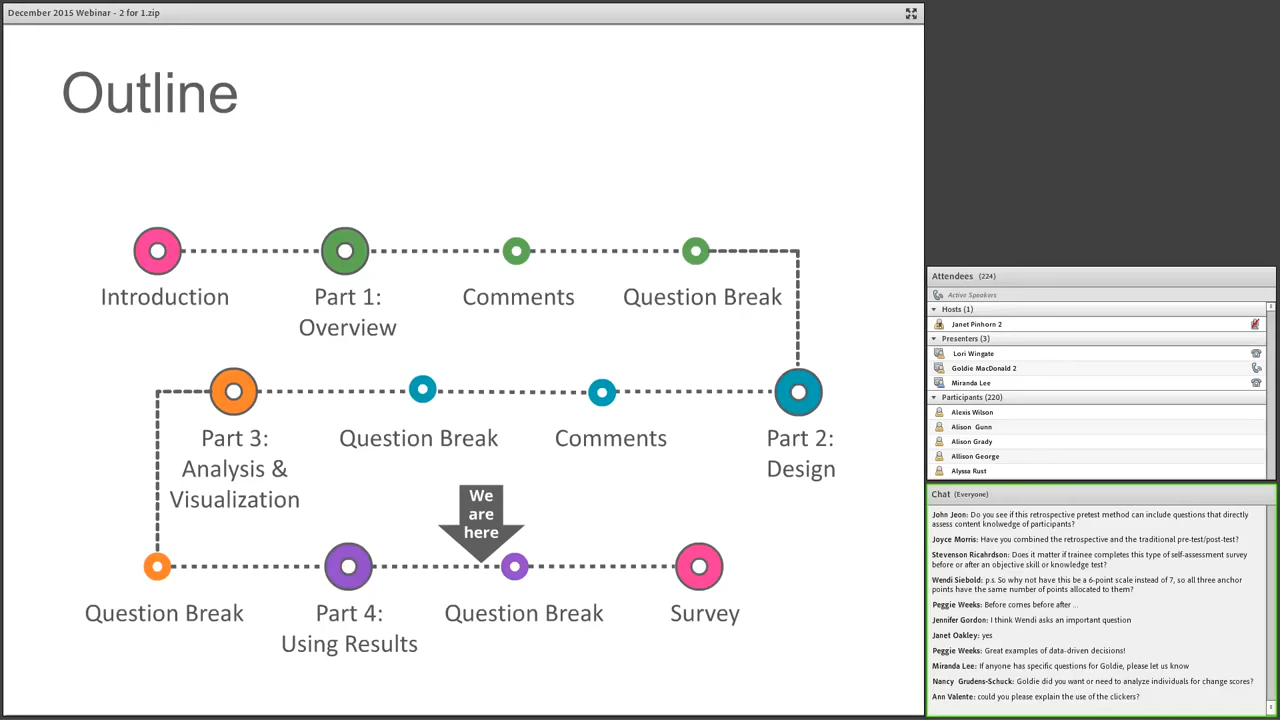 December 2015 Webinar - 2 for 1.zip
Outline
Introduction
Part 1:
Overview
Comments
Question Break
Part 3:
Analysis &
Visualization
Question Break
Comments
Part 2:
Design
We
are
here
Question Break
Part 4:
Using Results
Question Break
Survey
Attendees (224)
Active Speakers
Hosts (1)
Janet Pinhorn 2
Presenters (3)
Lori Wingate
Goldie MacDonald 2
Miranda Lee
Participants (220)
Alexis Wilson
Alison Gunn
Alison Grady
Allison George
Alyssa Rust
Chat (Everyone)
John Jeon: Do you see if this retrospective pretest method can include questions that directly
assess content knolwedge of participants?
Joyce Morris: Have you combined the retrospective and the traditional pre-test/post-test?
Stevenson Ricahrdson: Does it matter if trainee completes this type of self-assessment survey
before or after an objective skill or knowledge test?
Wendi Siebold: p.s. So why not have this be a 6-point scale instead of 7, so all three anchor
points have the same number of points allocated to them?
Peggie Weeks: Before comes before after ...
Jennifer Gordon: I think Wendi asks an important question
Janet Oakley: yes
Peggie Weeks: Great examples of data-driven decisions!
Miranda Lee: If anyone has specific questions for Goldie, please let us know
Nancy Grudens-Schuck: Goldie did you want or need to analyze individuals for change scores?
Ann Valente: could you please explain the use of the clickers?